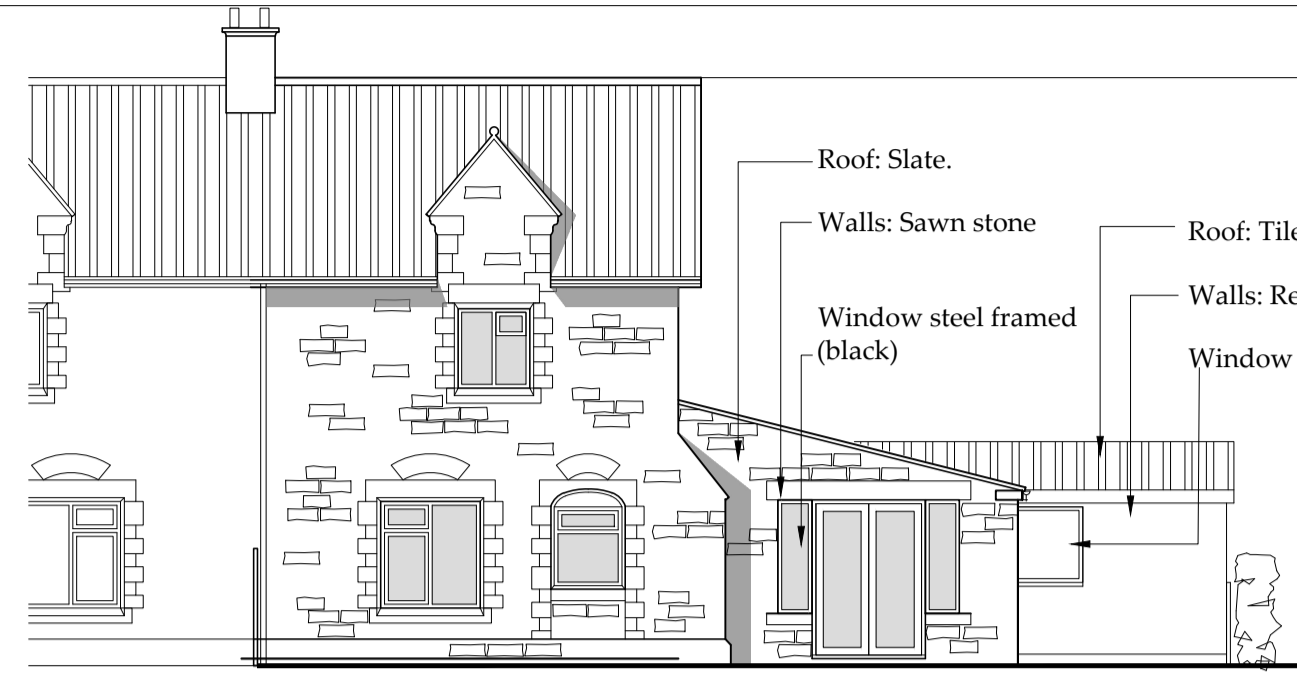 Roof: Slate.
Walls: Sawn stone
Window steel framed
(black)
Roof: Tile
Walls: Re
Window